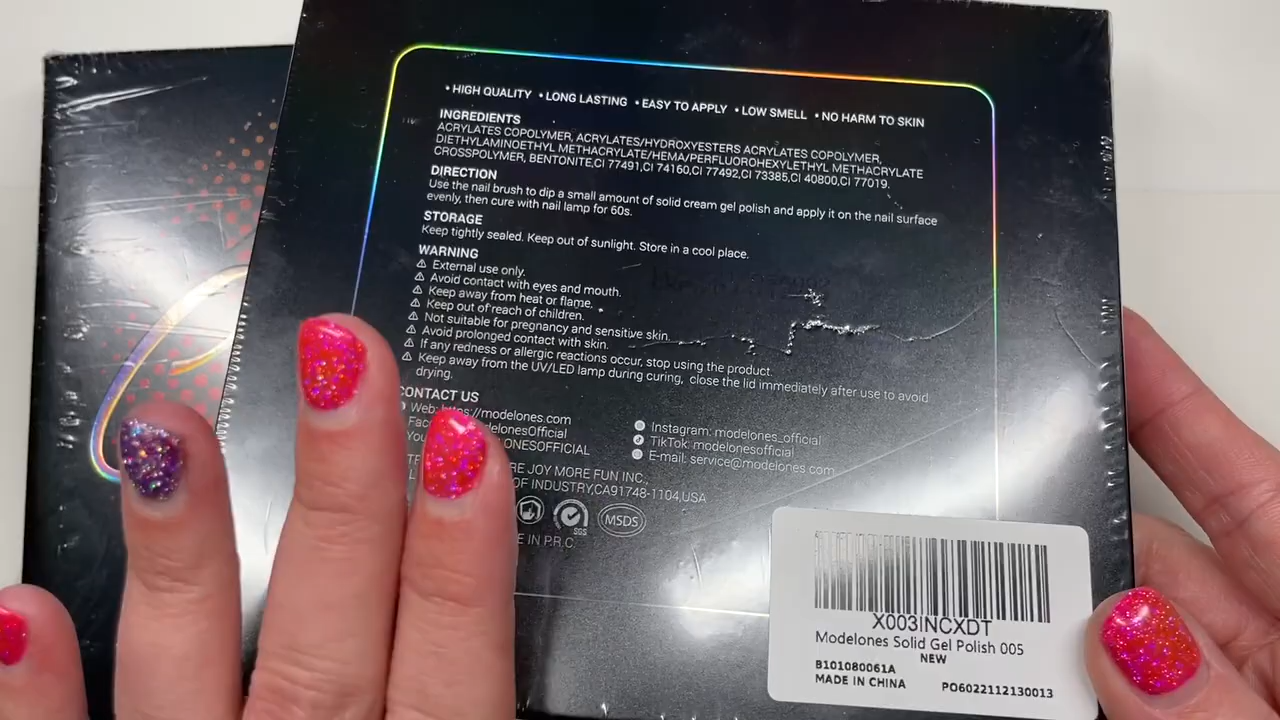 • HIGH QUALITY • LONG LASTING • EASY TO APPLY • LOW SMELL • NO HARM TO SKIN
INGREDIENTS
ACRYLATES COPOLYMER, ACRYLATES/HYDROXYESTERS ACRYLATES COPOLYMER,
DIETHYLAMINOETHYL METHACRYLATE/HEMA/PERFLUOROHEXYLETHYL METHACRYLATE
CROSSPOLYMER, BENTONITE,CI 77491,CI 74160,CI 77492,CI 73385,CI 40800,CI 77019.
DIRECTION
Use the nail brush to dip a small amount of solid cream gel polish and apply it on the nail surface
evenly, then cure with nail lamp for 60s.
STORAGE
Keep tightly sealed. Keep out of sunlight. Store in a cool place.
WARNING
External use only.
Avoid contact with eyes and mouth.
Keep away from heat or flame.
Keep out of reach of children.
Not suitable for pregnancy and sensitive skin.
Avoid prolonged contact with skin.
If any redness or allergic reactions occur, stop using the product.
Keep away from the UV/LED lamp during curing, close the lid immediately after use to avoid
drying.
CONTACT US
Web: https://modelones.com
delonesOfficial
ONESOFFICIAL
Instagram: modelones_official
TikTok: modelonesofficial
E-mail: service@modelones.com
RE JOY MORE FUN INC.,
OF INDUSTRY,CA91748-1104,USA
SGS
MSDS
E IN P.R.C.
X003INCXDT
Modelones Solid Gel Polish 005
NEW
B101080061A
MADE IN CHINA
PO6022112130013